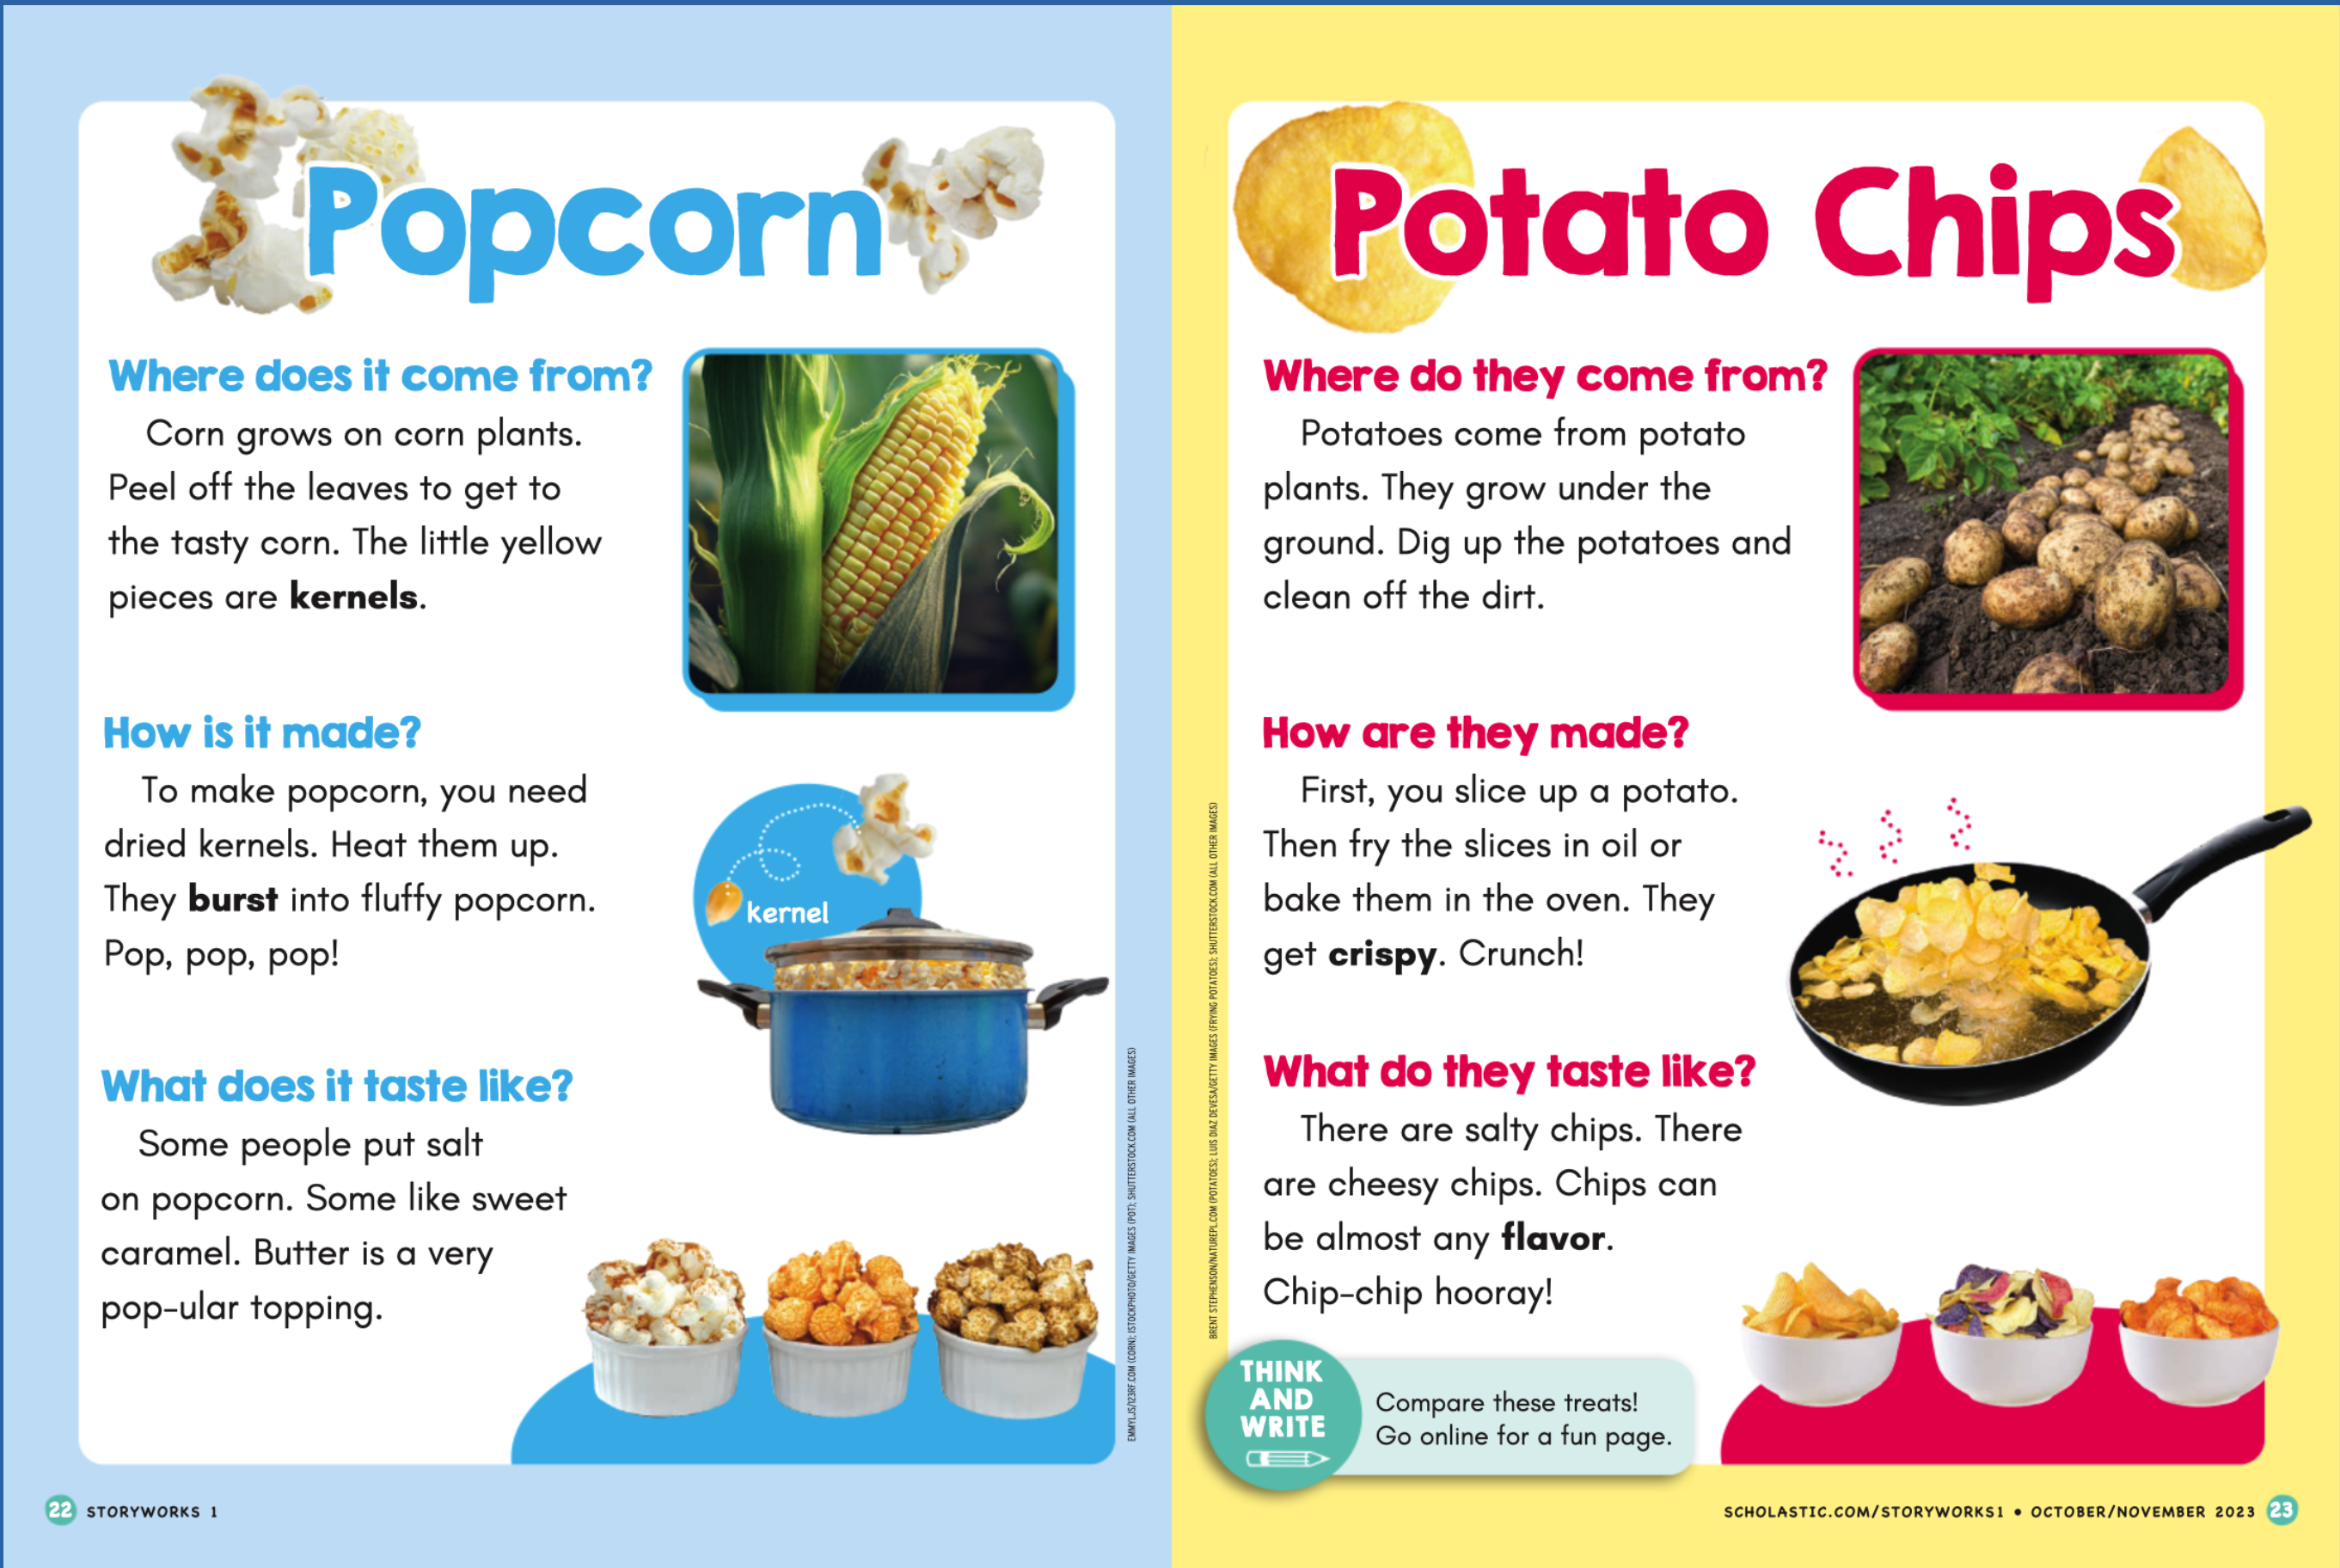 Popcorn
Where does it come from?
Corn grows on corn plants.
Peel off the leaves to get to
the tasty corn. The little yellow
pieces are kernels.
How is it made?
To make popcorn, you need
dried kernels. Heat them up.
They burst into fluffy popcorn.
Pop, pop, pop!
kernel
What does it taste like?
Some people put salt
on popcorn. Some like sweet
caramel. Butter is a very
pop-ular topping.
EMMYLJS/123RF.COM (CORN); ISTOCKPHOTO/GETTY IMAGES (POT); SHUTTERSTOCK.COM (ALL OTHER IMAGES)
22 STORYWORKS 1
Potato Chips
Where do they come from?
Potatoes come from potato
plants. They grow under the
ground. Dig up the potatoes and
clean off the dirt.
How are they made?
First, you slice up a potato.
Then fry the slices in oil or
bake them in the oven. They
get crispy. Crunch!
What do they taste like?
There are salty chips. There
are cheesy chips. Chips can
be almost any flavor.
Chip-chip hooray!
BRENT STEPHENSON/NATUREPL.COM (POTATOES); LUIS DIAZ DEVESA/GETTY IMAGES (FRYING POTATOES); SHUTTERSTOCK.COM (ALL OTHER IMAGES)
THINK
AND
WRITE
Compare these treats!
Go online for a fun page.
SCHOLASTIC.COM/STORYWORKS1 • OCTOBER/NOVEMBER 2023 23